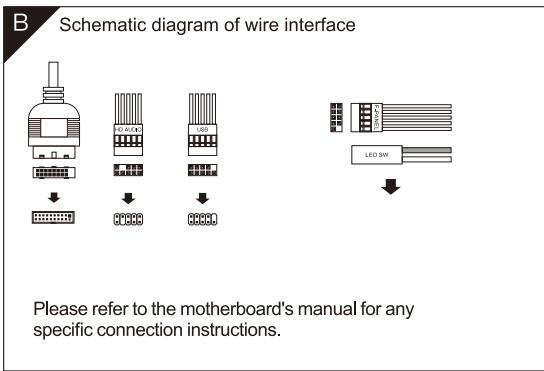 B
Schematic diagram of wire interface
HD AUDIO
USB
F-PANEL
LED SW
Please refer to the motherboard's manual for any
specific connection instructions.